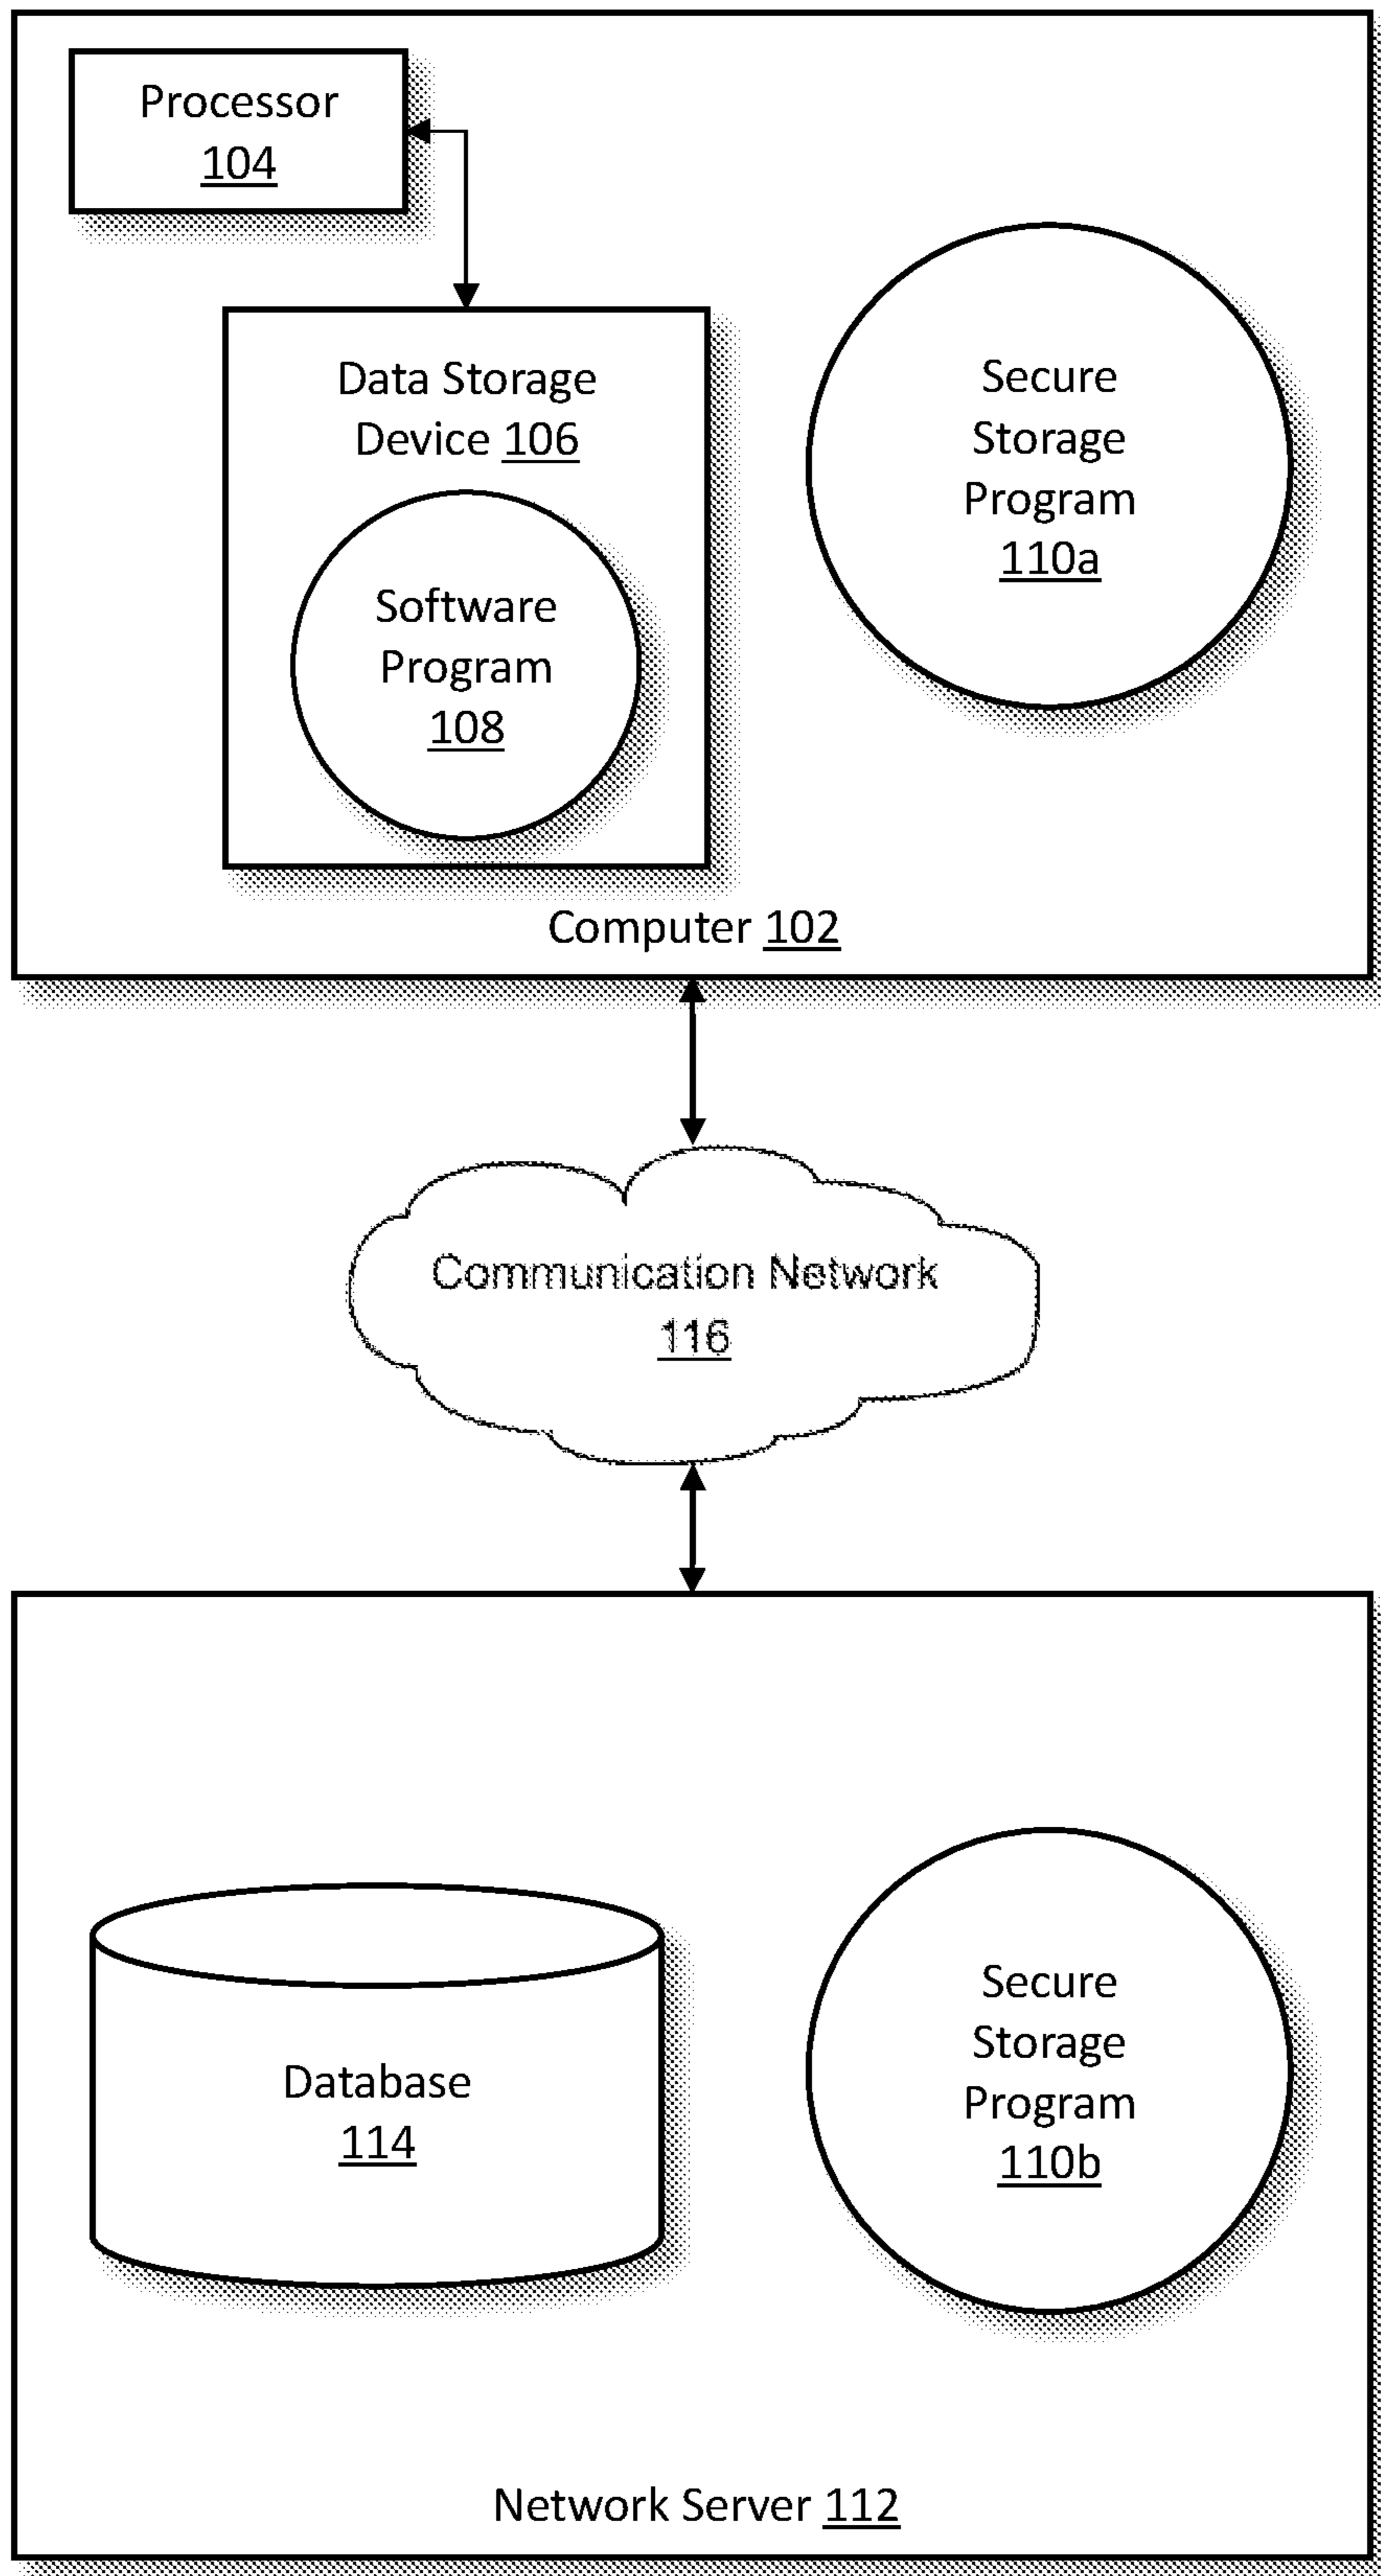 Processor
104
Data Storage
Device 106
Software
Program
108
Secure
Storage
Program
110a
Computer 102
Communication Network
116
Database
114
Secure
Storage
Program
110b
Network Server 112